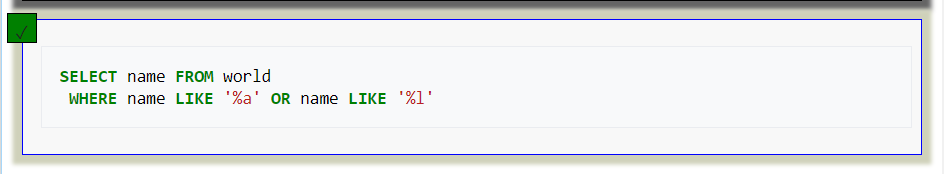 ✓
SELECT name FROM world
WHERE name LIKE '%a' OR name LIKE '%l'